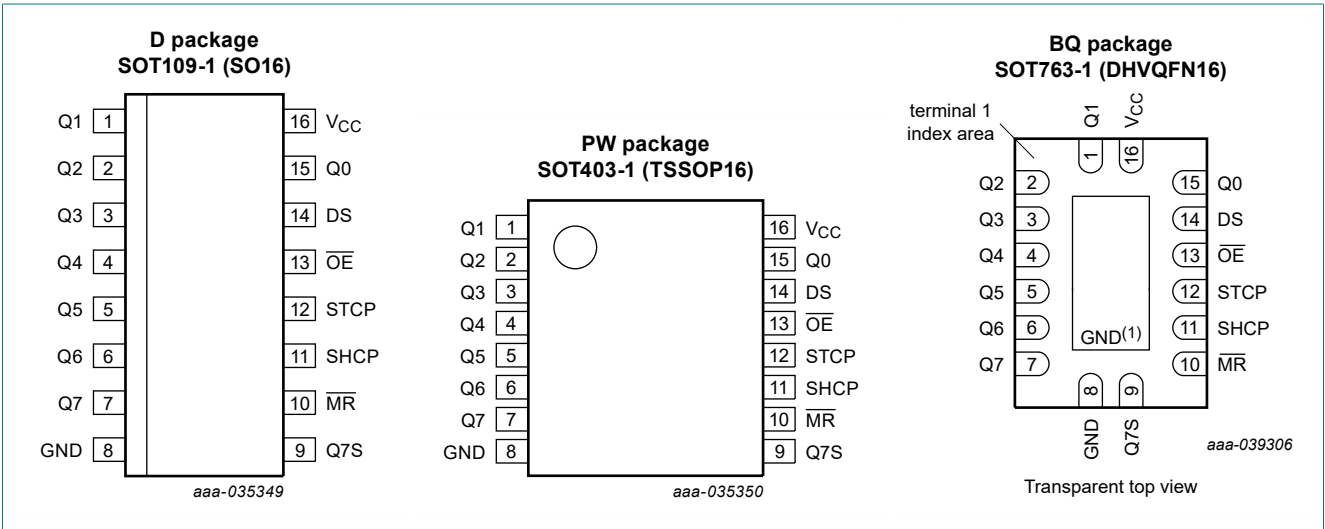 D package
SOT109-1 (SO16)
Q1 1 16 VCC
Q2 2 15 Q0
Q3 3 14 DS
Q4 4 13 O̅E̅
Q5 5 12 STCP
Q6 6 11 SHCP
Q7 7 10 M̅R̅
GND 8 9 Q7S
aaa-035349
PW package
SOT403-1 (TSSOP16)
Q1 1 16 VCC
Q2 2 15 Q0
Q3 3 14 DS
Q4 4 13 O̅E̅
Q5 5 12 STCP
Q6 6 11 SHCP
Q7 7 10 M̅R̅
GND 8 9 Q7S
aaa-035350
BQ package
SOT763-1 (DHVQFN16)
terminal 1
index area
Q1 VCC
1 16
Q2 2 15 Q0
Q3 3 14 DS
Q4 4 13 O̅E̅
Q5 5 12 STCP
Q6 6 11 SHCP
GND(1)
Q7 7 10 M̅R̅
8 9
GND Q7S
aaa-039306
Transparent top view